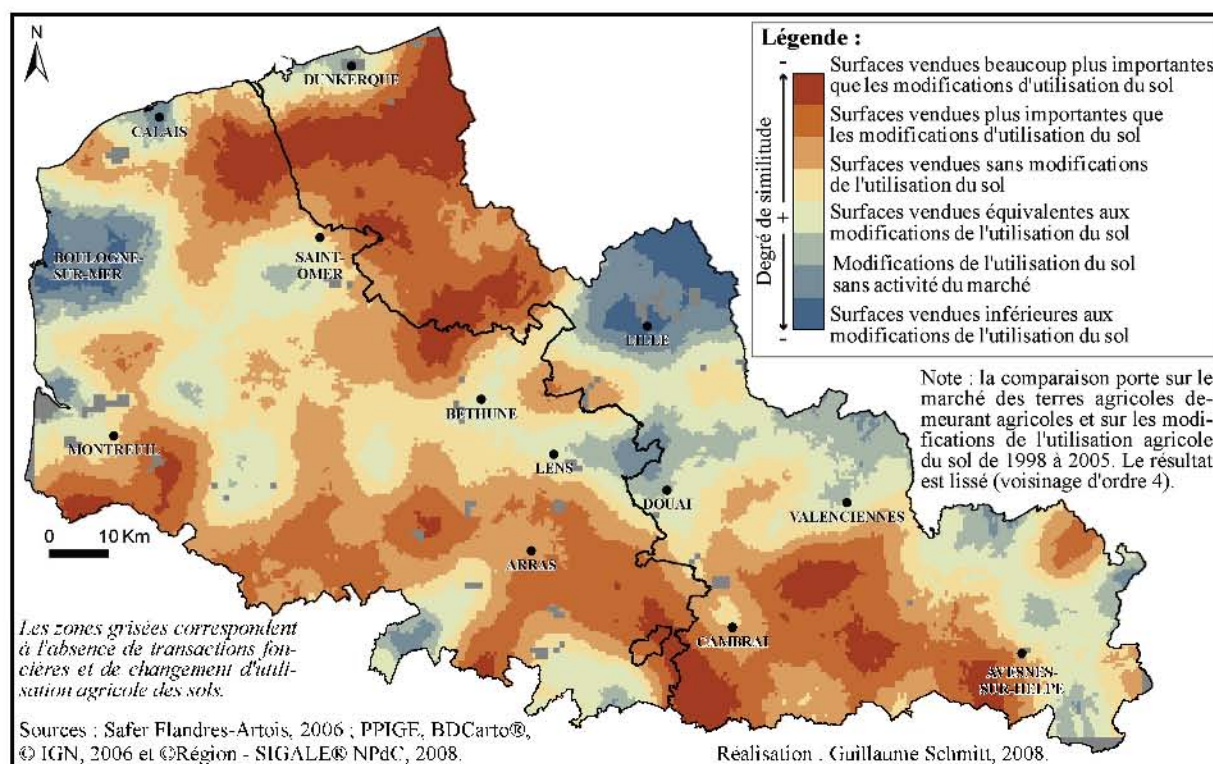 N
DUNKERQUE
CALAIS
BOULOGNE-
SUR-MER
SAINT-
OMER
LILLE
BÉTHUNE
MONTREUIL
LENS
DOUAI
VALENCIENNES
ARRAS
CAMBRAI
AVESNES-
SUR-HELPE
0 10 Km
Légende :
Degré de similitude
-
+
-
Surfaces vendues beaucoup plus importantes
que les modifications d'utilisation du sol
Surfaces vendues plus importantes que
les modifications d'utilisation du sol
Surfaces vendues sans modifications
de l'utilisation du sol
Surfaces vendues équivalentes aux
modifications de l'utilisation du sol
Modifications de l'utilisation du sol
sans activité du marché
Surfaces vendues inférieures aux
modifications de l'utilisation du sol
Note : la comparaison porte sur le
marché des terres agricoles de-
meurant agricoles et sur les modi-
fications de l'utilisation agricole
du sol de 1998 à 2005. Le résultat
est lissé (voisinage d'ordre 4).
Les zones grisées correspondent
à l'absence de transactions fon-
cières et de changement d'utili-
sation agricole des sols.
Sources : Safer Flandres-Artois, 2006 ; PPIGE, BDCarto®,
© IGN, 2006 et ©Région - SIGALE® NPdC, 2008.
Réalisation . Guillaume Schmitt, 2008.